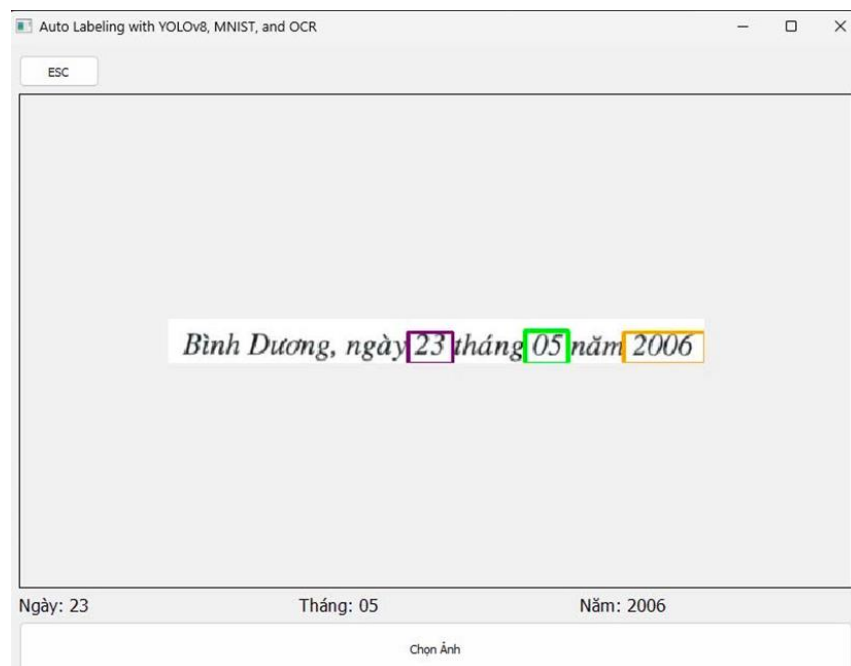 Auto Labeling with YOLOv8, MNIST, and OCR
ESC
Bình Dương, ngày 23 tháng 05 năm 2006
Ngày: 23 Tháng: 05 Năm: 2006
Chọn Ảnh